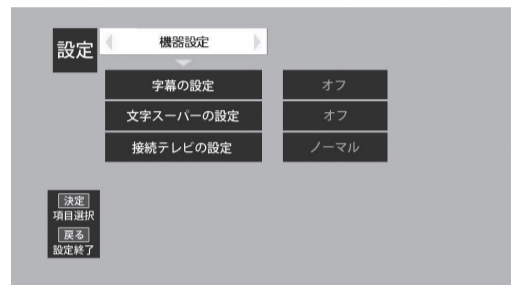 設定
機器設定
字幕の設定 オフ
文字スーパーの設定 オフ
接続テレビの設定 ノーマル
決定
項目選択
戻る
設定終了